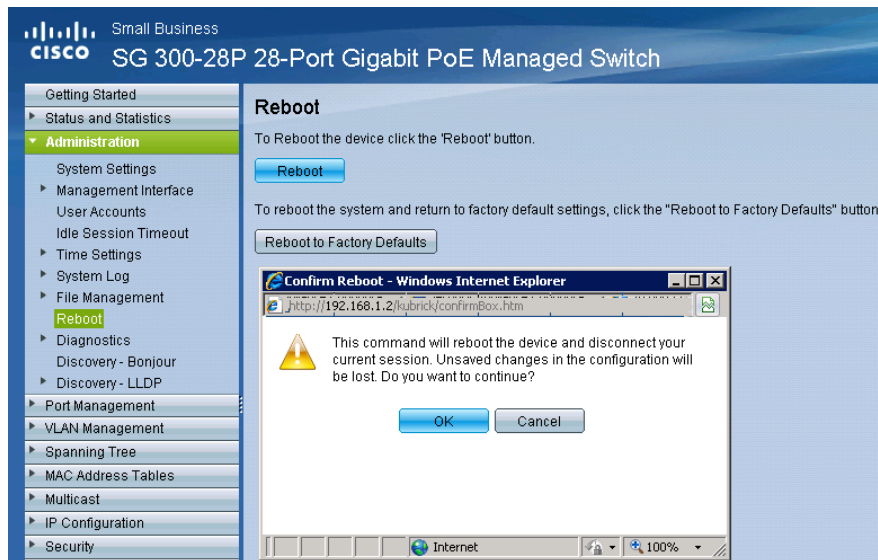 Small Business
CISCO SG 300-28P 28-Port Gigabit PoE Managed Switch
Getting Started
Status and Statistics
Administration
System Settings
Management Interface
User Accounts
Idle Session Timeout
Time Settings
System Log
File Management
Reboot
Diagnostics
Discovery - Bonjour
Discovery - LLDP
Port Management
VLAN Management
Spanning Tree
MAC Address Tables
Multicast
IP Configuration
Security
Reboot
To Reboot the device click the 'Reboot' button.
Reboot
To reboot the system and return to factory default settings, click the "Reboot to Factory Defaults" button
Reboot to Factory Defaults
Confirm Reboot - Windows Internet Explorer
http://192.168.1.2/kubrick/confirmBox.htm
This command will reboot the device and disconnect your
current session. Unsaved changes in the configuration will
be lost. Do you want to continue?
OK Cancel
Internet 100%